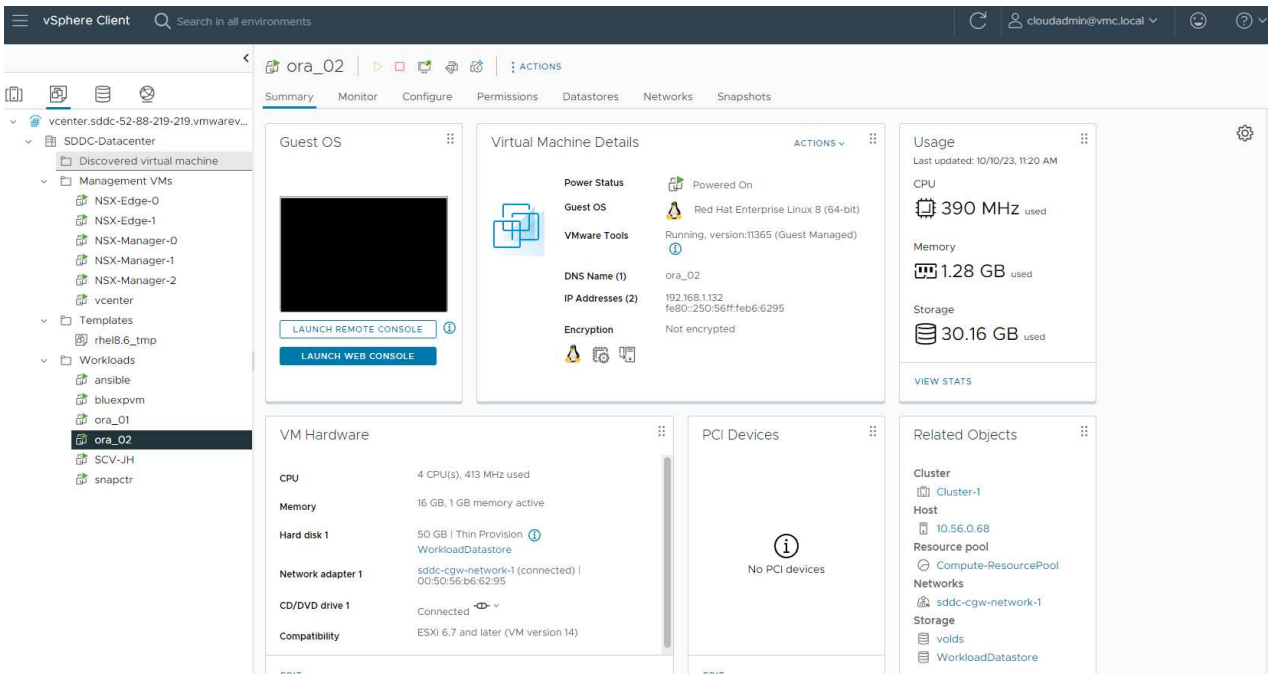 vSphere Client
Search in all environments
cloudadmin@vmc.local
vcenter.sddc-52-88-219-219.vmwarev...
SDDC-Datacenter
Discovered virtual machine
Management VMs
NSX-Edge-0
NSX-Edge-1
NSX-Manager-0
NSX-Manager-1
NSX-Manager-2
vcenter
Templates
rhel8.6_tmp
Workloads
ansible
bluexpvm
ora_01
ora_02
SCV-JH
snapctr
ora_02
ACTIONS
Summary Monitor Configure Permissions Datastores Networks Snapshots
Guest OS
LAUNCH REMOTE CONSOLE
LAUNCH WEB CONSOLE
Virtual Machine Details
ACTIONS
Power Status Powered On
Guest OS Red Hat Enterprise Linux 8 (64-bit)
VMware Tools Running, version:11365 (Guest Managed)
DNS Name (1) ora_02
IP Addresses (2) 192.168.1.132
fe80::250:56ff:feb6:6295
Encryption Not encrypted
Usage
Last updated: 10/10/23, 11:20 AM
CPU
390 MHz used
Memory
1.28 GB used
Storage
30.16 GB used
VIEW STATS
VM Hardware
CPU 4 CPU(s), 413 MHz used
Memory 16 GB, 1 GB memory active
Hard disk 1 50 GB | Thin Provision
WorkloadDatastore
Network adapter 1 sddc-cgw-network-1 (connected) |
00:50:56:b6:62:95
CD/DVD drive 1 Connected
Compatibility ESXi 6.7 and later (VM version 14)
PCI Devices
No PCI devices
Related Objects
Cluster
Cluster-1
Host
10.56.0.68
Resource pool
Compute-ResourcePool
Networks
sddc-cgw-network-1
Storage
volds
WorkloadDatastore